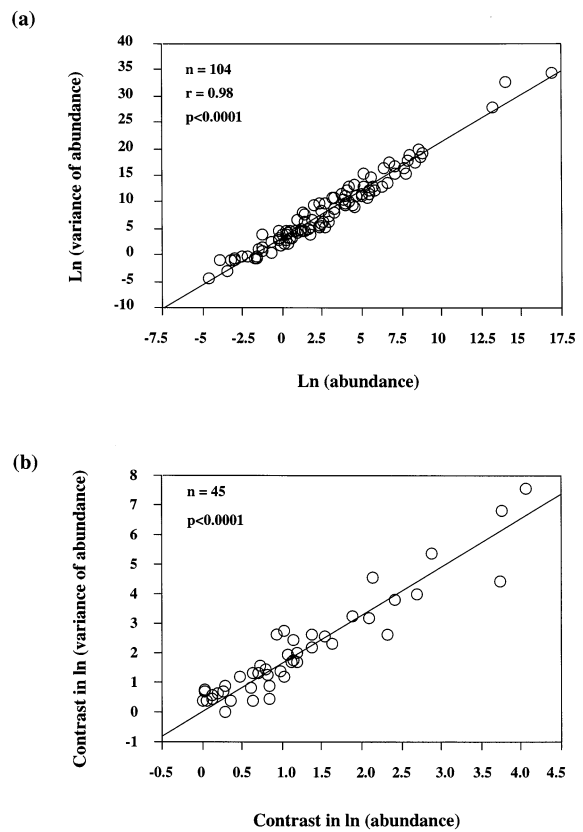 (a)
Ln (variance of abundance)
40
35
30
25
20
15
10
5
0
-5
-10
n = 104
r = 0.98
p<0.0001
-7.5 -5 -2.5 0 2.5 5 7.5 10 12.5 15 17.5
Ln (abundance)
(b)
Contrast in ln (variance of abundance)
8
7
6
5
4
3
2
1
0
-1
n = 45
p<0.0001
-0.5 0 0.5 1.0 1.5 2.0 2.5 3.0 3.5 4.0 4.5
Contrast in ln (abundance)